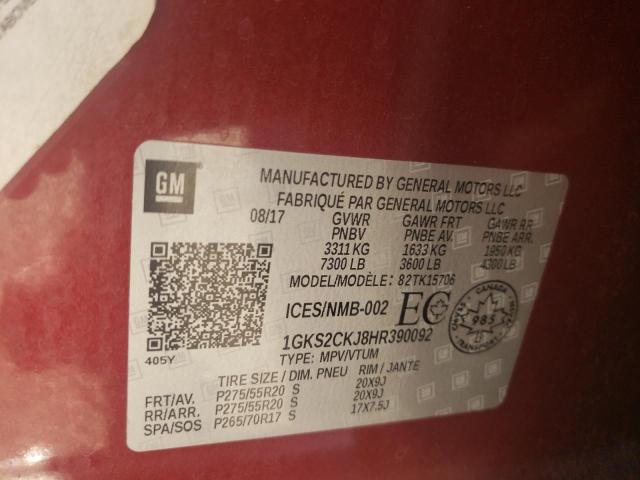 GM
MANUFACTURED BY GENERAL MOTORS LLC
FABRIQUÉ PAR GENERAL MOTORS LLC
08/17 GVWR GAWR FRT GAWR RR
PNBV PNBE AV. PNBE ARR.
3311 KG 1633 KG 1950 KG
7300 LB 3600 LB 4300 LB
MODEL/MODÈLE: 82TK15706
ICES/NMB-002 EC
CANADA
985
1GKS2CKJ8HR390092
405Y
TYPE: MPV/VTUM
TIRE SIZE / DIM. PNEU RIM / JANTE
FRT/AV. P275/55R20 S 20X9J
RR/ARR. P275/55R20 S 20X9J
SPA/SOS P265/70R17 S 17X7.5J